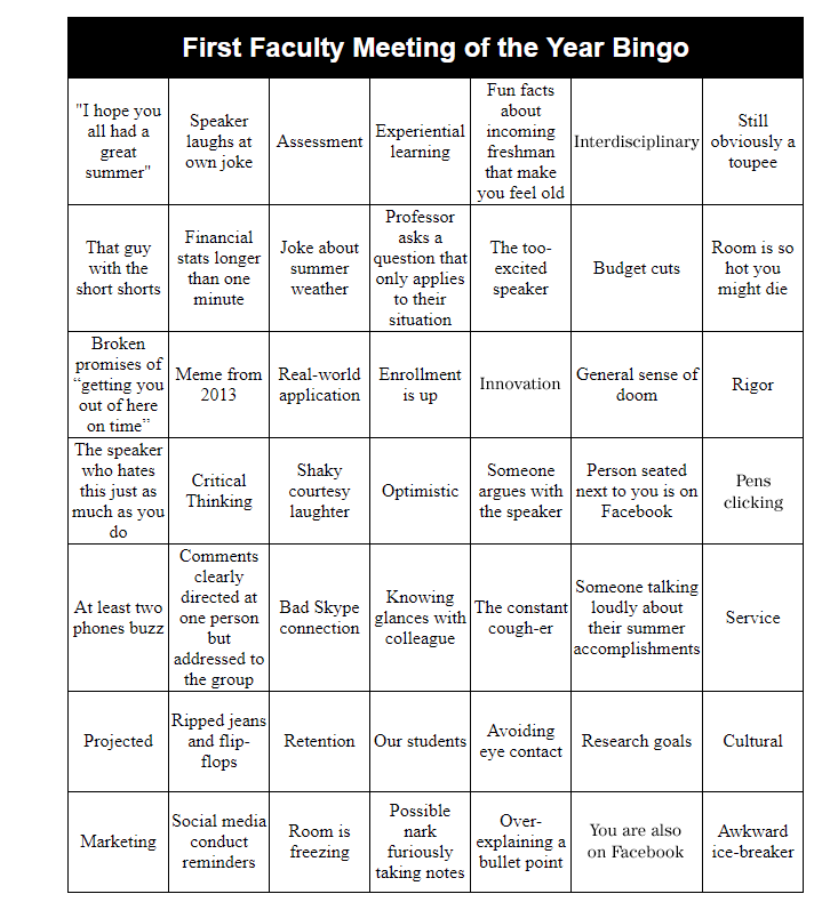 First Faculty Meeting of the Year Bingo
"I hope you
all had a
great
summer"
Speaker
laughs at
own joke
Assessment
Experiential
learning
Fun facts
about
incoming
freshman
that make
you feel old
Interdisciplinary
Still
obviously a
toupee
That guy
with the
short shorts
Financial
stats longer
than one
minute
Joke about
summer
weather
Professor
asks a
question that
only applies
to their
situation
The too-
excited
speaker
Budget cuts
Room is so
hot you
might die
Broken
promises of
“getting you
out of here
on time”
Meme from
2013
Real-world
application
Enrollment
is up
Innovation
General sense of
doom
Rigor
The speaker
who hates
this just as
much as you
do
Critical
Thinking
Shaky
courtesy
laughter
Optimistic
Someone
argues with
the speaker
Person seated
next to you is on
Facebook
Pens
clicking
At least two
phones buzz
Comments
clearly
directed at
one person
but
addressed to
the group
Bad Skype
connection
Knowing
glances with
colleague
The constant
cough-er
Someone talking
loudly about
their summer
accomplishments
Service
Projected
Ripped jeans
and flip-
flops
Retention
Our students
Avoiding
eye contact
Research goals
Cultural
Marketing
Social media
conduct
reminders
Room is
freezing
Possible
nark
furiously
taking notes
Over-
explaining a
bullet point
You are also
on Facebook
Awkward
ice-breaker